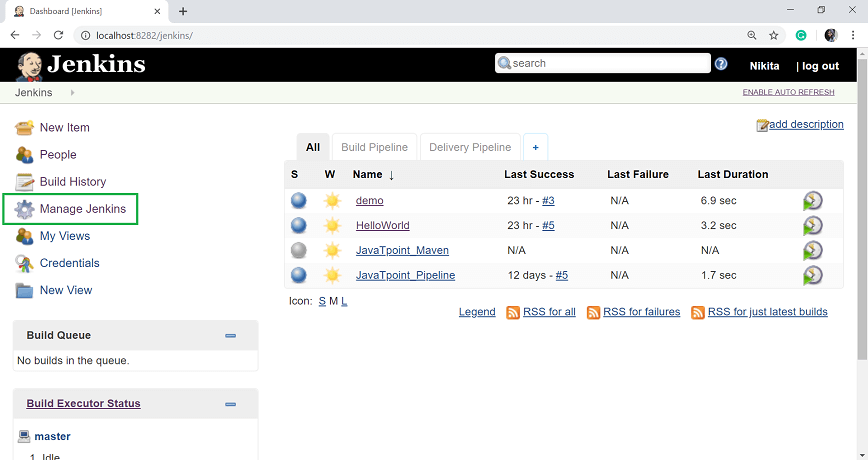 Dashboard [Jenkins]
localhost:8282/jenkins/
Jenkins
search
Nikita | log out
Jenkins
ENABLE AUTO REFRESH
New Item
People
Build History
Manage Jenkins
My Views
Credentials
New View
Build Queue
No builds in the queue.
Build Executor Status
master
1 Idle
add description
All Build Pipeline Delivery Pipeline +
S W Name ↓ Last Success Last Failure Last Duration
demo 23 hr - #3 N/A 6.9 sec
HelloWorld 23 hr - #5 N/A 3.2 sec
JavaTpoint_Maven N/A N/A N/A
JavaTpoint_Pipeline 12 days - #5 N/A 1.7 sec
Icon: S M L
Legend RSS for all RSS for failures RSS for just latest builds